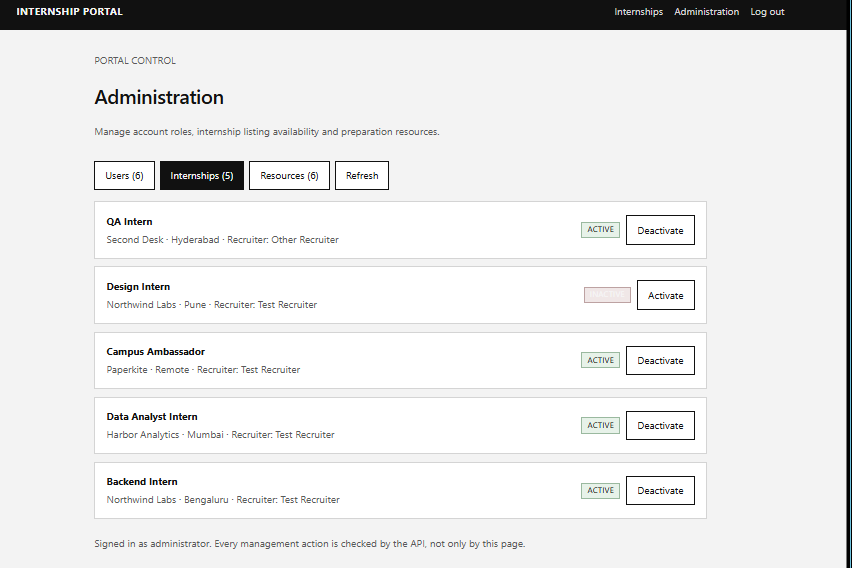 INTERNSHIP PORTAL
Internships Administration Log out
PORTAL CONTROL
Administration
Manage account roles, internship listing availability and preparation resources.
Users (6) Internships (5) Resources (6) Refresh
QA Intern
Second Desk · Hyderabad · Recruiter: Other Recruiter
ACTIVE Deactivate
Design Intern
Northwind Labs · Pune · Recruiter: Test Recruiter
Activate
Campus Ambassador
Paperkite · Remote · Recruiter: Test Recruiter
ACTIVE Deactivate
Data Analyst Intern
Harbor Analytics · Mumbai · Recruiter: Test Recruiter
ACTIVE Deactivate
Backend Intern
Northwind Labs · Bengaluru · Recruiter: Test Recruiter
ACTIVE Deactivate
Signed in as administrator. Every management action is checked by the API, not only by this page.